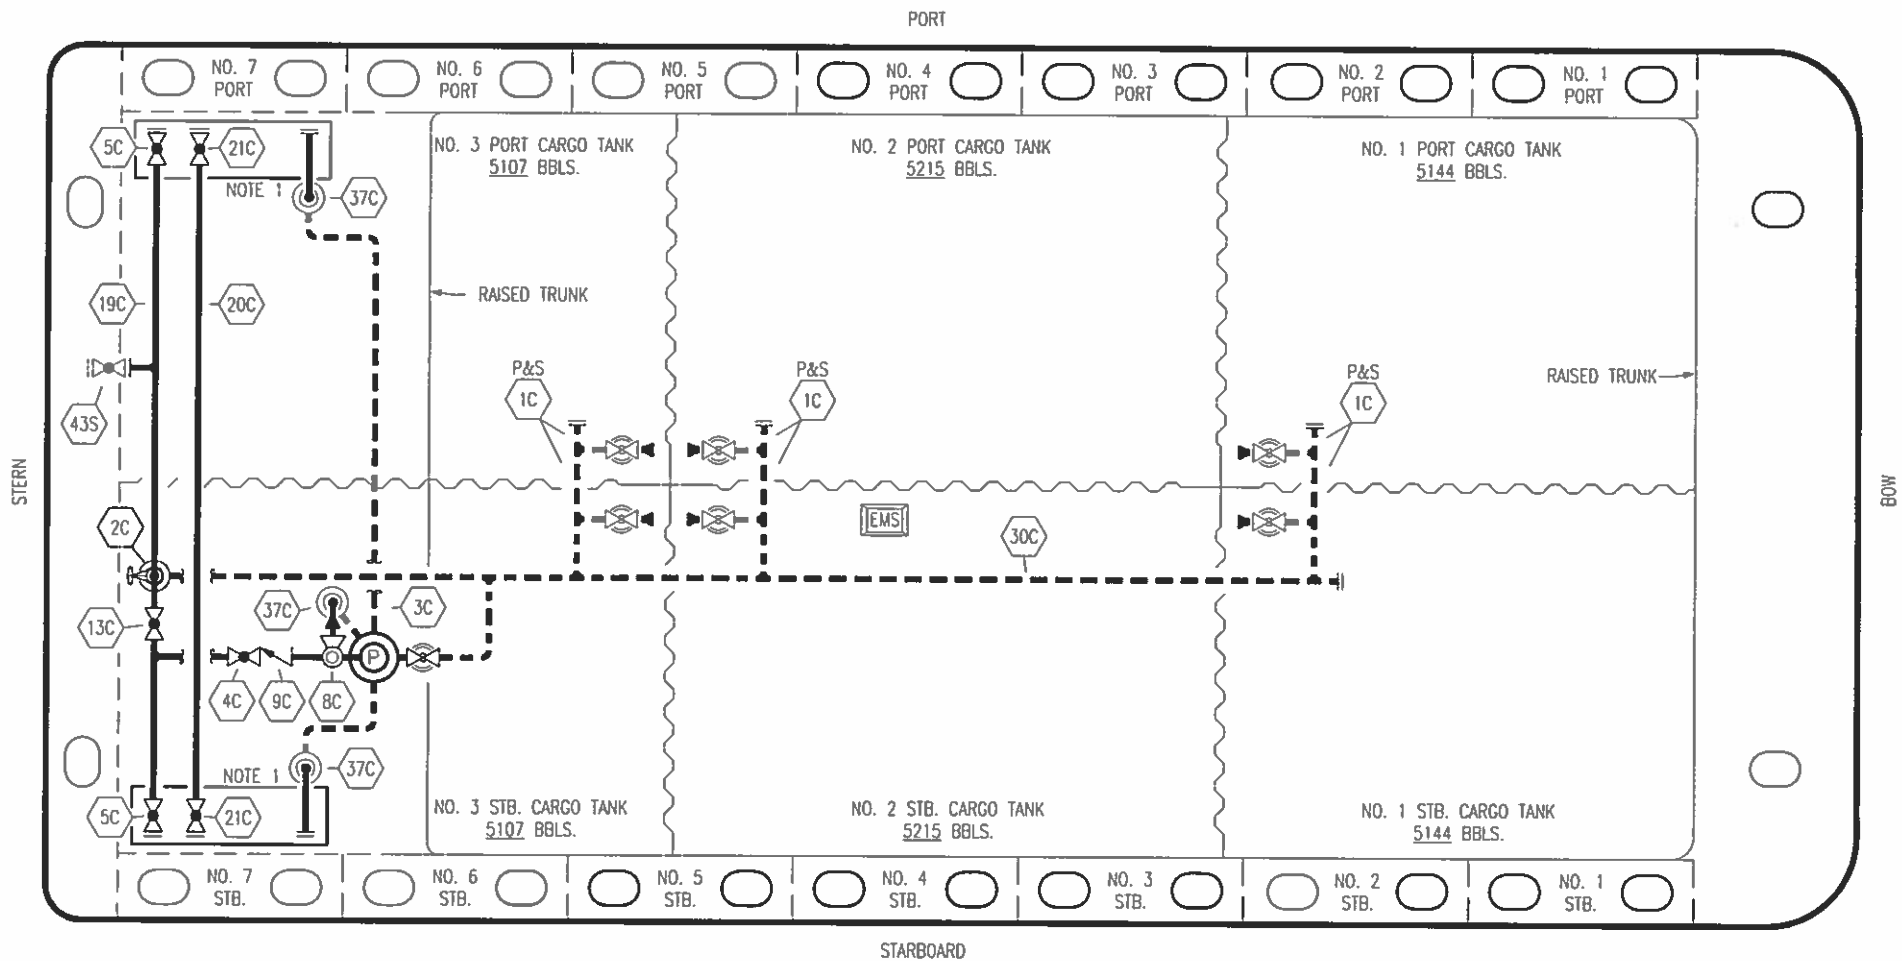 PORT
NO. 7
PORT
NO. 6
PORT
NO. 5
PORT
NO. 4
PORT
NO. 3
PORT
NO. 2
PORT
NO. 1
PORT
5C
21C
NOTE 1
37C
NO. 3 PORT CARGO TANK
5107 BBLS.
NO. 2 PORT CARGO TANK
5215 BBLS.
NO. 1 PORT CARGO TANK
5144 BBLS.
19C
20C
RAISED TRUNK
RAISED TRUNK
43S
P&S
1C
P&S
1C
P&S
1C
STERN
BOW
2C
EMS
30C
37C
3C
13C
P
4C
9C
8C
NOTE 1
37C
5C
21C
NO. 3 STB. CARGO TANK
5107 BBLS.
NO. 2 STB. CARGO TANK
5215 BBLS.
NO. 1 STB. CARGO TANK
5144 BBLS.
NO. 7
STB.
NO. 6
STB.
NO. 5
STB.
NO. 4
STB.
NO. 3
STB.
NO. 2
STB.
NO. 1
STB.
STARBOARD